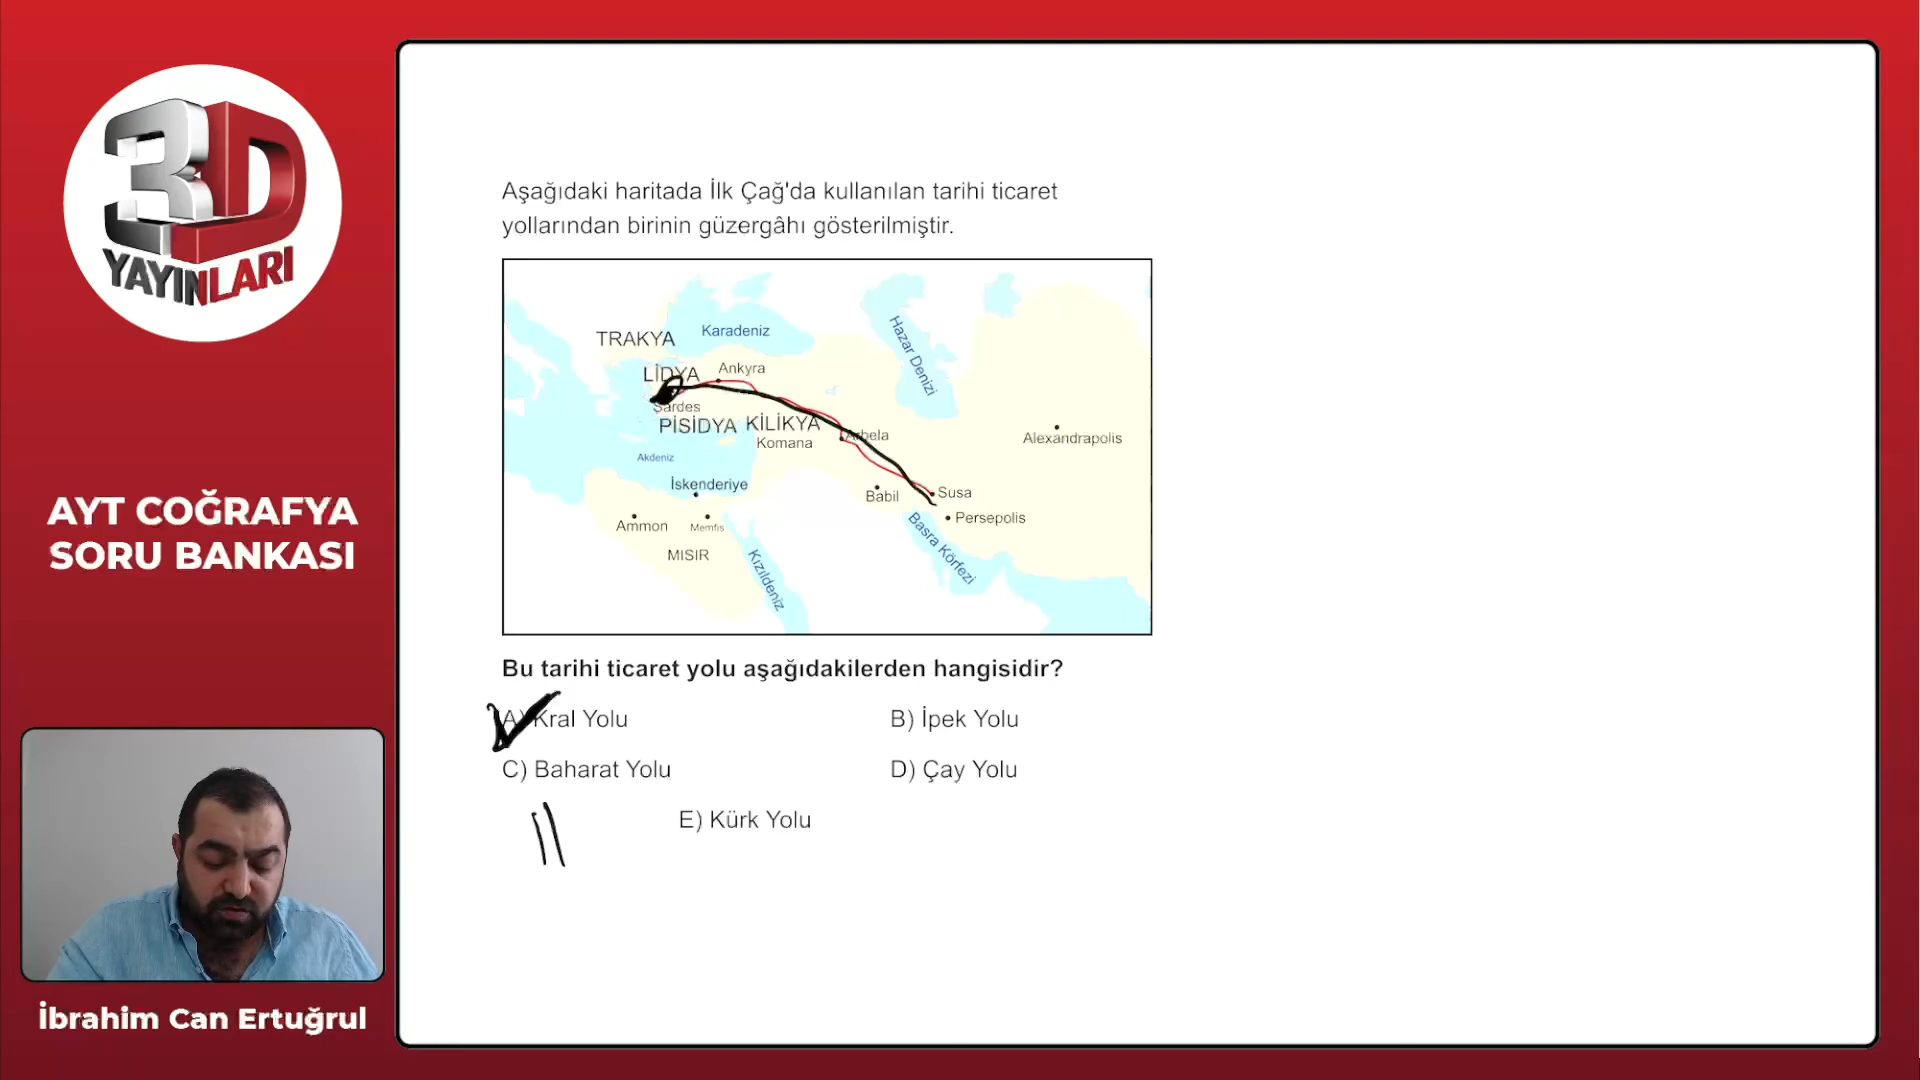 3D
YAYINLARI
AYT COĞRAFYA
SORU BANKASI
İbrahim Can Ertuğrul
Aşağıdaki haritada İlk Çağ'da kullanılan tarihi ticaret
yollarından birinin güzergâhı gösterilmiştir.
TRAKYA
Karadeniz
Hazar Denizi
LİDYA
Ankyra
Sardes
PİSİDYA
KİLİKYA
Komana
Arbela
Alexandrapolis
Akdeniz
İskenderiye
Babil
Susa
Ammon
Memfis
Persepolis
MISIR
Kızıldeniz
Basra Körfezi
Bu tarihi ticaret yolu aşağıdakilerden hangisidir?
A) Kral Yolu
B) İpek Yolu
C) Baharat Yolu
D) Çay Yolu
E) Kürk Yolu